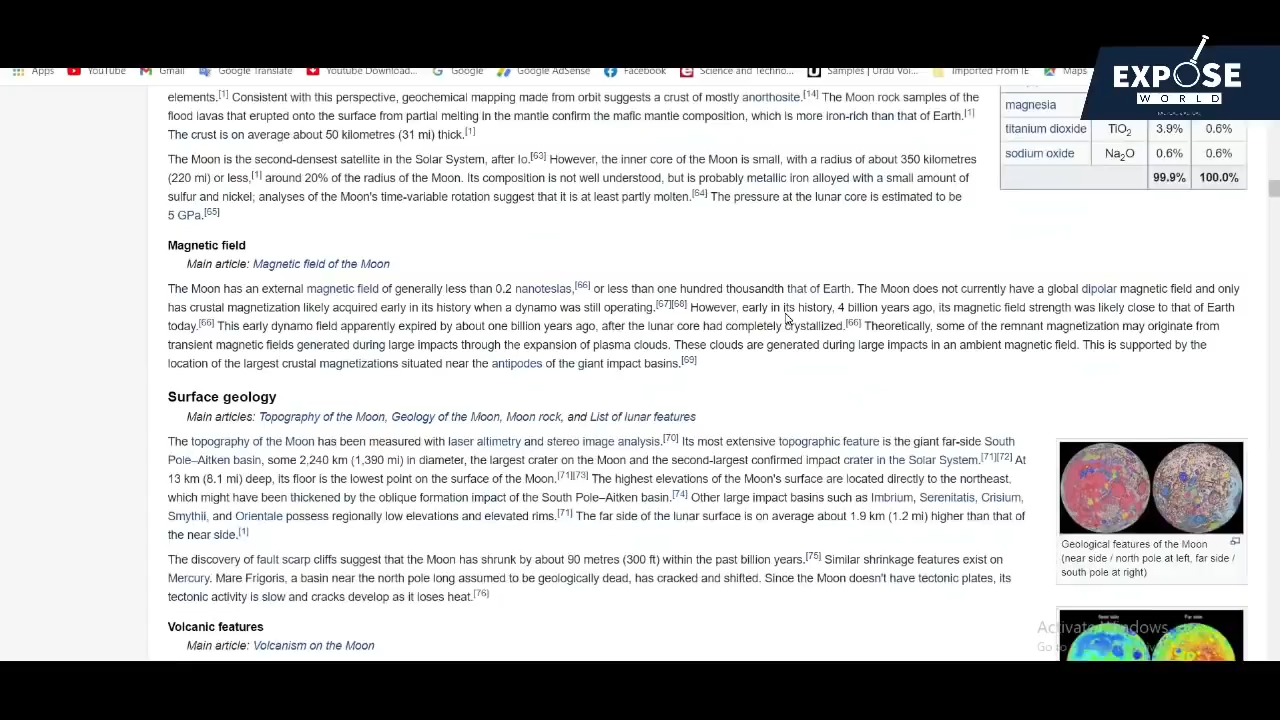 Apps YouTube Gmail Google Translate Youtube Download... Google Google AdSense Facebook Science and Techno... Samples | Urdu Voi... Imported From IE Maps
EXPOSE
WORLD
elements.[1] Consistent with this perspective, geochemical mapping made from orbit suggests a crust of mostly anorthosite.[14] The Moon rock samples of the
flood lavas that erupted onto the surface from partial melting in the mantle confirm the mafic mantle composition, which is more iron-rich than that of Earth.[1]
The crust is on average about 50 kilometres (31 mi) thick.[1]
magnesia
titanium dioxide TiO2 3.9% 0.6%
sodium oxide Na2O 0.6% 0.6%
99.9% 100.0%
The Moon is the second-densest satellite in the Solar System, after Io.[63] However, the inner core of the Moon is small, with a radius of about 350 kilometres
(220 mi) or less,[1] around 20% of the radius of the Moon. Its composition is not well understood, but is probably metallic iron alloyed with a small amount of
sulfur and nickel; analyses of the Moon's time-variable rotation suggest that it is at least partly molten.[64] The pressure at the lunar core is estimated to be
5 GPa.[65]
Magnetic field
Main article: Magnetic field of the Moon
The Moon has an external magnetic field of generally less than 0.2 nanoteslas,[66] or less than one hundred thousandth that of Earth. The Moon does not currently have a global dipolar magnetic field and only
has crustal magnetization likely acquired early in its history when a dynamo was still operating.[67][68] However, early in its history, 4 billion years ago, its magnetic field strength was likely close to that of Earth
today.[66] This early dynamo field apparently expired by about one billion years ago, after the lunar core had completely crystallized.[66] Theoretically, some of the remnant magnetization may originate from
transient magnetic fields generated during large impacts through the expansion of plasma clouds. These clouds are generated during large impacts in an ambient magnetic field. This is supported by the
location of the largest crustal magnetizations situated near the antipodes of the giant impact basins.[69]
Surface geology
Main articles: Topography of the Moon, Geology of the Moon, Moon rock, and List of lunar features
The topography of the Moon has been measured with laser altimetry and stereo image analysis.[70] Its most extensive topographic feature is the giant far-side South
Pole–Aitken basin, some 2,240 km (1,390 mi) in diameter, the largest crater on the Moon and the second-largest confirmed impact crater in the Solar System.[71][72] At
13 km (8.1 mi) deep, its floor is the lowest point on the surface of the Moon.[71][73] The highest elevations of the Moon's surface are located directly to the northeast,
which might have been thickened by the oblique formation impact of the South Pole–Aitken basin.[74] Other large impact basins such as Imbrium, Serenitatis, Crisium,
Smythii, and Orientale possess regionally low elevations and elevated rims.[71] The far side of the lunar surface is on average about 1.9 km (1.2 mi) higher than that of
the near side.[1]
Geological features of the Moon
(near side / north pole at left, far side /
south pole at right)
The discovery of fault scarp cliffs suggest that the Moon has shrunk by about 90 metres (300 ft) within the past billion years.[75] Similar shrinkage features exist on
Mercury. Mare Frigoris, a basin near the north pole long assumed to be geologically dead, has cracked and shifted. Since the Moon doesn't have tectonic plates, its
tectonic activity is slow and cracks develop as it loses heat.[76]
Volcanic features
Main article: Volcanism on the Moon
Activate Windows
Go to